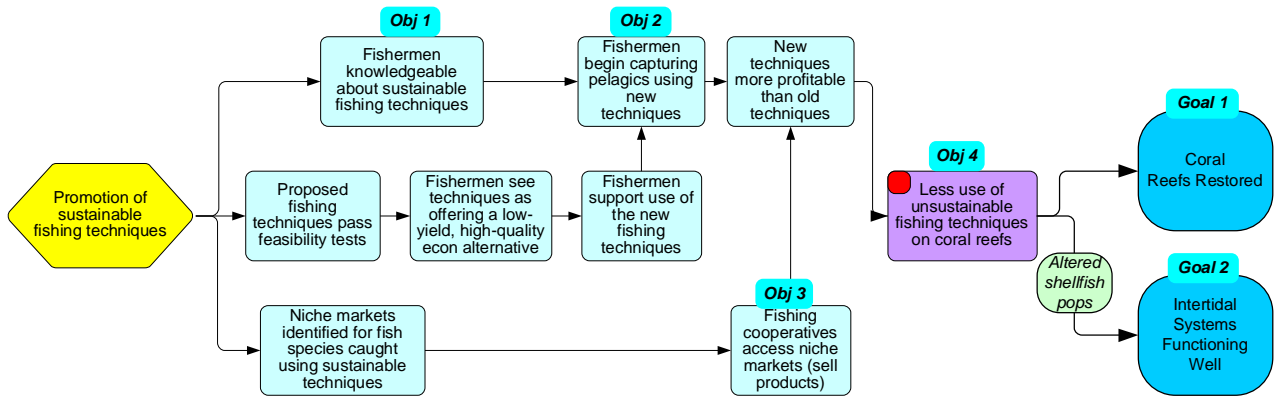 Obj 1
Fishermen
knowledgeable
about sustainable
fishing techniques
Obj 2
Fishermen
begin capturing
pelagics using
new
techniques
New
techniques
more profitable
than old
techniques
Promotion of
sustainable
fishing techniques
Proposed
fishing
techniques pass
feasibility tests
Fishermen see
techniques as
offering a low-
yield, high-quality
econ alternative
Fishermen
support use
of the new
fishing
techniques
Niche markets
identified for fish
species caught
using sustainable
techniques
Obj 3
Fishing
cooperatives
access niche
markets (sell
products)
Obj 4
Less use of
unsustainable
fishing techniques
on coral reefs
Goal 1
Coral
Reefs Restored
Altered
shellfish
pops
Goal 2
Intertidal
Systems
Functioning
Well